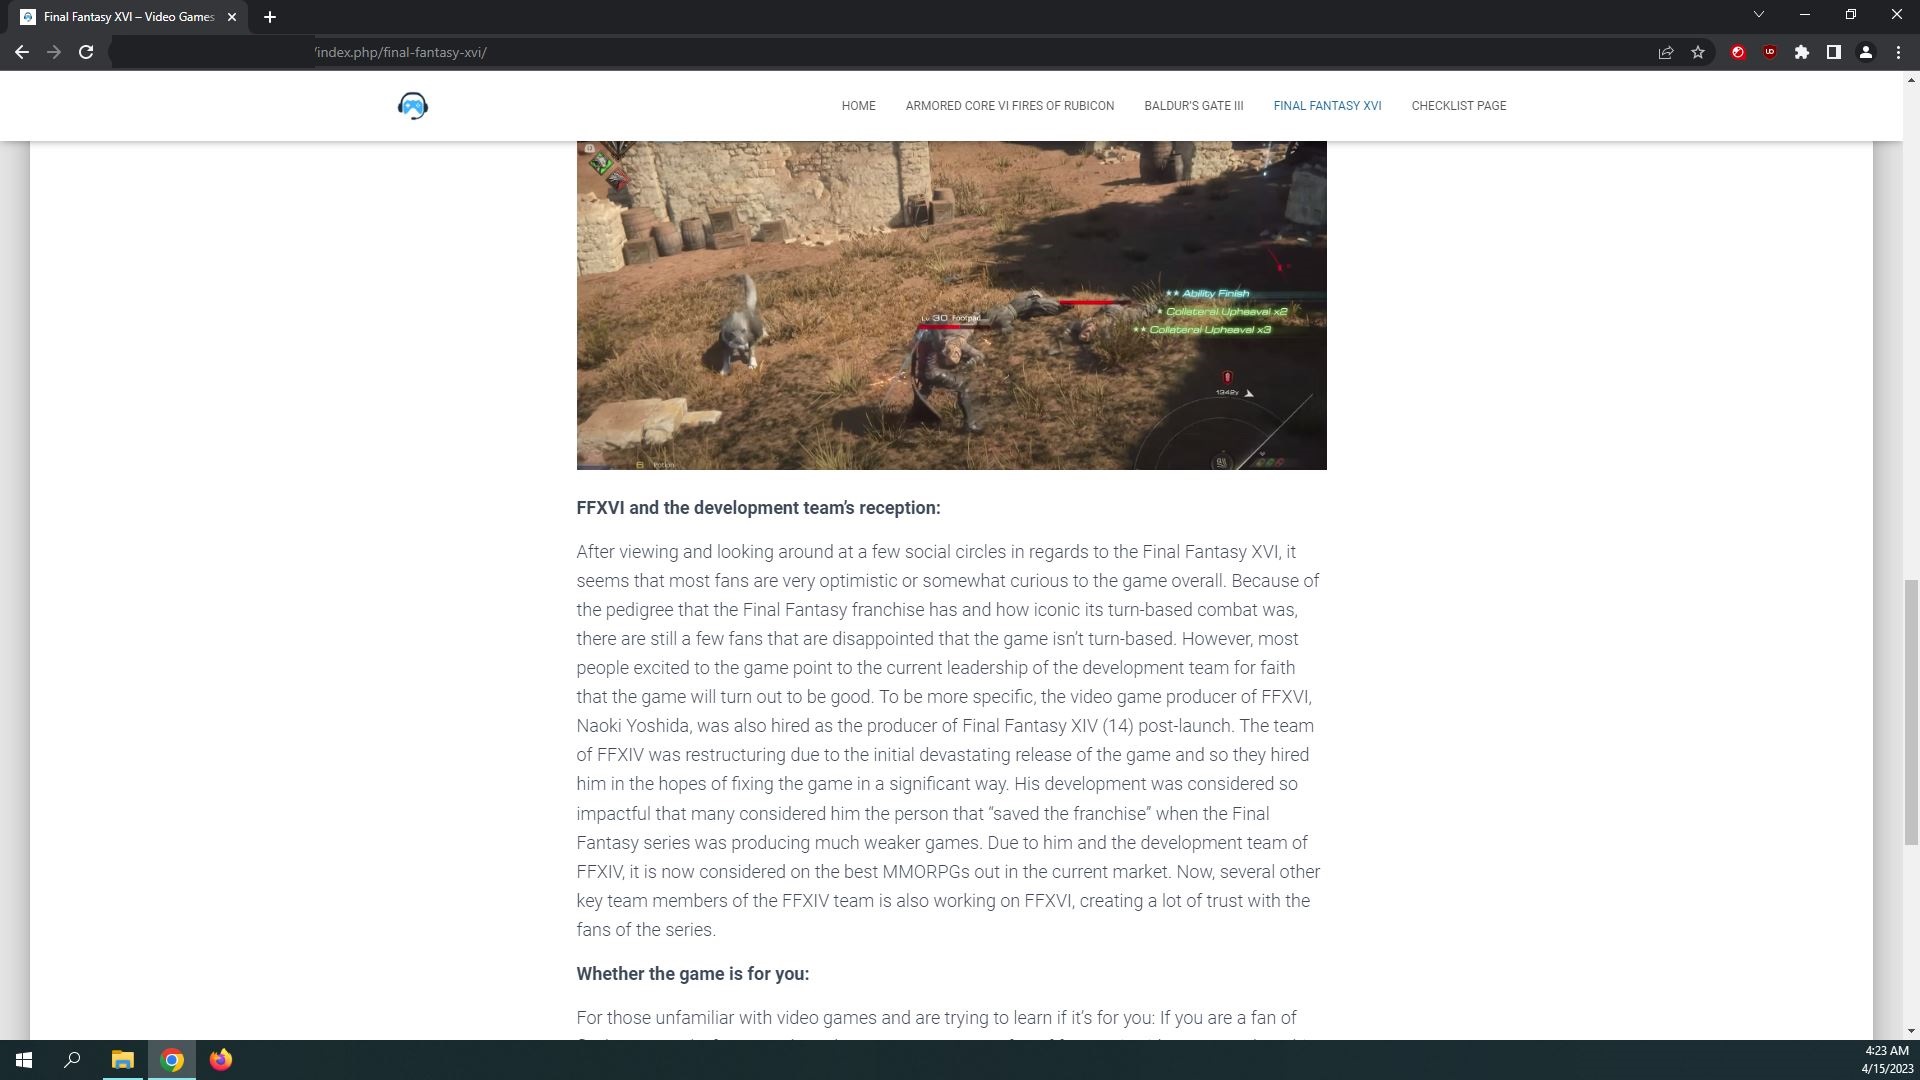 Final Fantasy XVI – Video Games
/index.php/final-fantasy-xvi/
HOME ARMORED CORE VI FIRES OF RUBICON BALDUR'S GATE III FINAL FANTASY XVI CHECKLIST PAGE
★★ Ability Finish
★ Collateral Upheaval x2
★★ Collateral Upheaval x3
Lv 30 Footpad
1342y
Potion
FFXVI and the development team’s reception:
After viewing and looking around at a few social circles in regards to the Final Fantasy XVI, it
seems that most fans are very optimistic or somewhat curious to the game overall. Because of
the pedigree that the Final Fantasy franchise has and how iconic its turn-based combat was,
there are still a few fans that are disappointed that the game isn’t turn-based. However, most
people excited to the game point to the current leadership of the development team for faith
that the game will turn out to be good. To be more specific, the video game producer of FFXVI,
Naoki Yoshida, was also hired as the producer of Final Fantasy XIV (14) post-launch. The team
of FFXIV was restructuring due to the initial devastating release of the game and so they hired
him in the hopes of fixing the game in a significant way. His development was considered so
impactful that many considered him the person that “saved the franchise” when the Final
Fantasy series was producing much weaker games. Due to him and the development team of
FFXIV, it is now considered on the best MMORPGs out in the current market. Now, several other
key team members of the FFXIV team is also working on FFXVI, creating a lot of trust with the
fans of the series.
Whether the game is for you:
For those unfamiliar with video games and are trying to learn if it’s for you: If you are a fan of
4:23 AM
4/15/2023